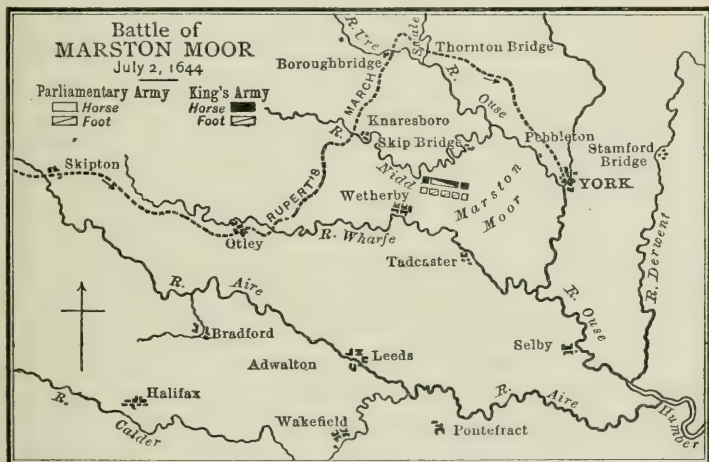 Battle of
MARSTON MOOR
July 2, 1644
Parliamentary Army
Horse
Foot
King's Army
Horse
Foot
R. Ure
Swale
Thornton Bridge
Boroughbridge
R. Ouse
RUPERT'S MARCH
Knaresboro
R. Nidd
Skip Bridge
Pebbleton
Stamford
Bridge
Skipton
YORK
Wetherby
Marston
Moor
Otley
R. Wharfe
Tadcaster
R. Derwent
R. Aire
R. Ouse
Bradford
Adwalton
Leeds
Selby
Halifax
R. Calder
Wakefield
Pontefract
R. Aire
Humber